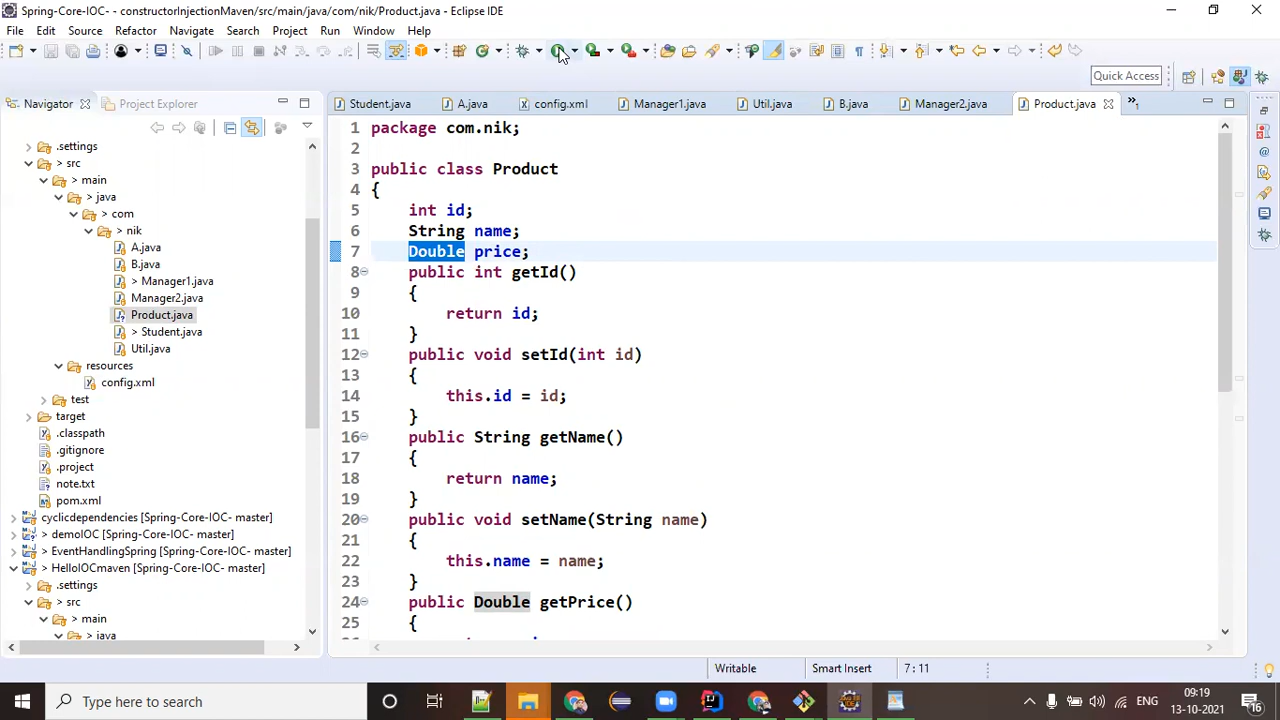 Spring-Core-IOC- - constructorInjectionMaven/src/main/java/com/nik/Product.java - Eclipse IDE
File Edit Source Refactor Navigate Search Project Run Window Help
Quick Access
Navigator Project Explorer
.settings
src
main
java
com
nik
A.java
B.java
> Manager1.java
Manager2.java
Product.java
> Student.java
Util.java
resources
config.xml
test
target
.classpath
.gitignore
.project
note.txt
pom.xml
cyclicdependencies [Spring-Core-IOC- master]
> demoIOC [Spring-Core-IOC- master]
> EventHandlingSpring [Spring-Core-IOC- master]
> HelloIOCmaven [Spring-Core-IOC- master]
.settings
> src
> main
> java
Student.java A.java config.xml Manager1.java Util.java B.java Manager2.java Product.java »1
1 package com.nik;
2
3 public class Product
4 {
5 int id;
6 String name;
7 Double price;
8 public int getId()
9 {
10 return id;
11 }
12 public void setId(int id)
13 {
14 this.id = id;
15 }
16 public String getName()
17 {
18 return name;
19 }
20 public void setName(String name)
21 {
22 this.name = name;
23 }
24 public Double getPrice()
25 {
Writable Smart Insert 7 : 11
Type here to search
ENG
09:19
13-10-2021
16